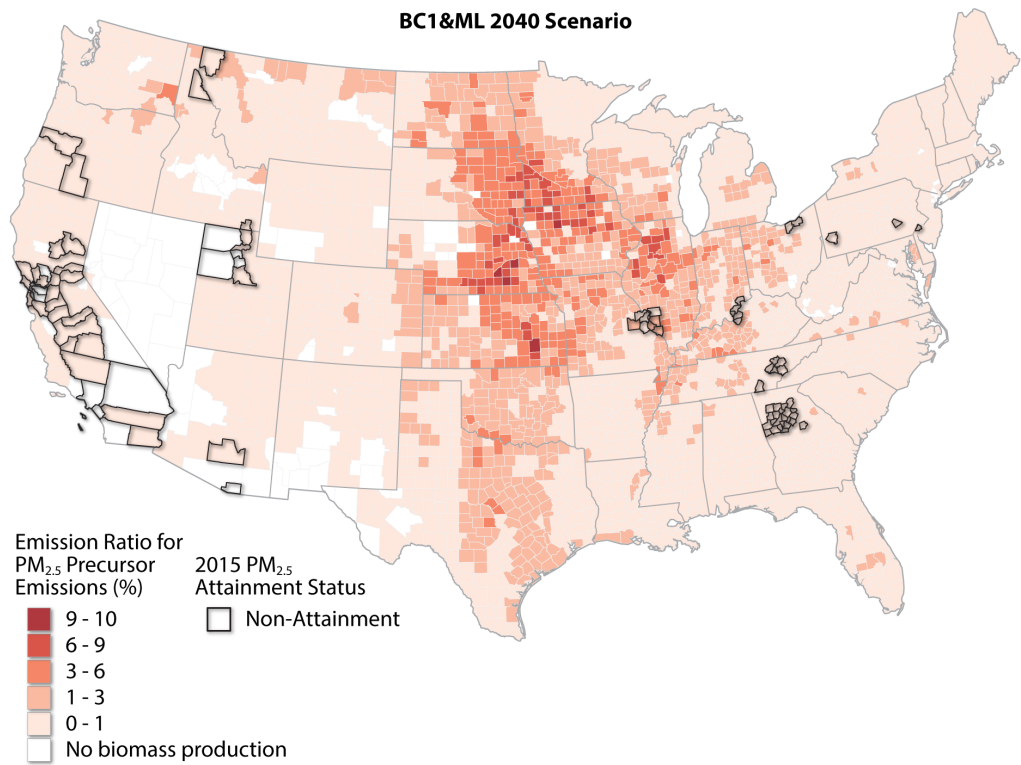 BC1&ML 2040 Scenario
Emission Ratio for
PM2.5 Precursor
Emissions (%)
9 - 10
6 - 9
3 - 6
1 - 3
0 - 1
No biomass production
2015 PM2.5
Attainment Status
Non-Attainment